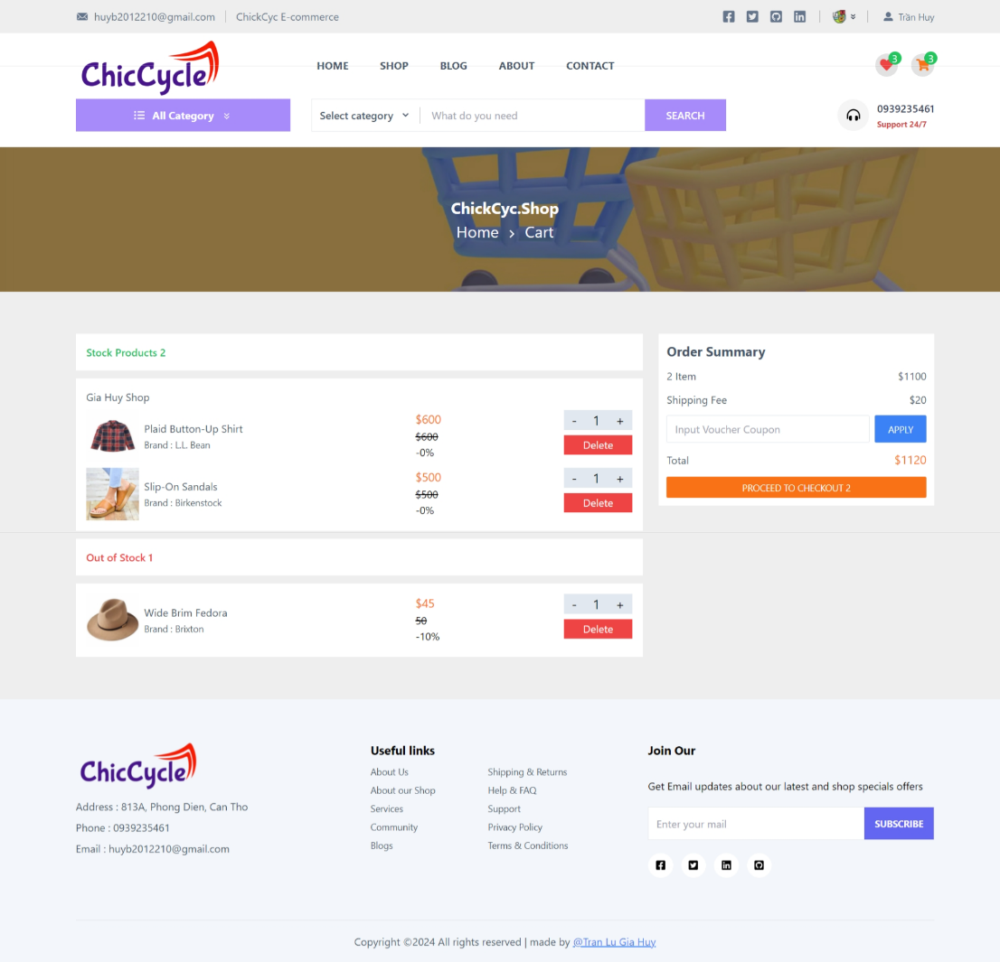 huyb2012210@gmail.com ChickCyc E-commerce Trần Huy
ChicCycle
HOME SHOP BLOG ABOUT CONTACT
3 3
All Category
Select category What do you need SEARCH
0939235461
Support 24/7
ChickCyc.Shop
Home > Cart
Stock Products 2
Gia Huy Shop
Plaid Button-Up Shirt
Brand : L.L. Bean
$600
$600
-0%
- 1 +
Delete
Slip-On Sandals
Brand : Birkenstock
$500
$500
-0%
- 1 +
Delete
Out of Stock 1
Wide Brim Fedora
Brand : Brixton
$45
50
-10%
- 1 +
Delete
Order Summary
2 Item $1100
Shipping Fee $20
Input Voucher Coupon APPLY
Total $1120
PROCEED TO CHECKOUT 2
ChicCycle
Address : 813A, Phong Dien, Can Tho
Phone : 0939235461
Email : huyb2012210@gmail.com
Useful links
About Us
About our Shop
Services
Community
Blogs
Shipping & Returns
Help & FAQ
Support
Privacy Policy
Terms & Conditions
Join Our
Get Email updates about our latest and shop specials offers
Enter your mail SUBSCRIBE
Copyright ©2024 All rights reserved | made by @Tran Lu Gia Huy